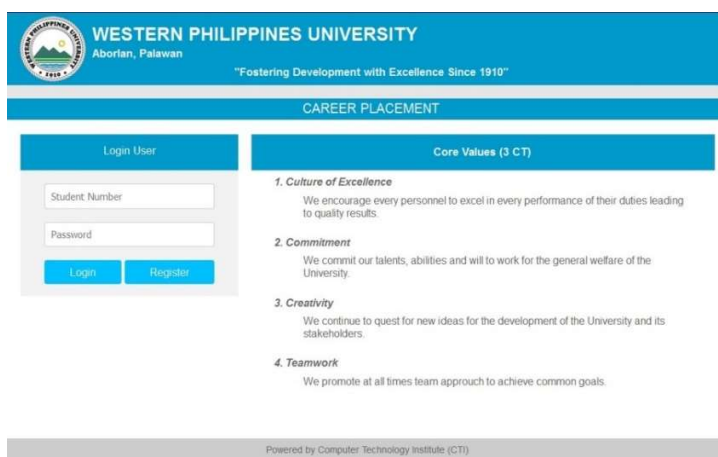 WESTERN PHILIPPINES UNIVERSITY
Aborlan, Palawan
"Fostering Development with Excellence Since 1910"
CAREER PLACEMENT
Login User
Student Number
Password
Login
Register
Core Values (3 CT)
1. Culture of Excellence
We encourage every personnel to excel in every performance of their duties leading
to quality results.
2. Commitment
We commit our talents, abilities and will to work for the general welfare of the
University.
3. Creativity
We continue to quest for new ideas for the development of the University and its
stakeholders.
4. Teamwork
We promote at all times team approuch to achieve common goals.
Powered by Computer Technology Institute (CTI)